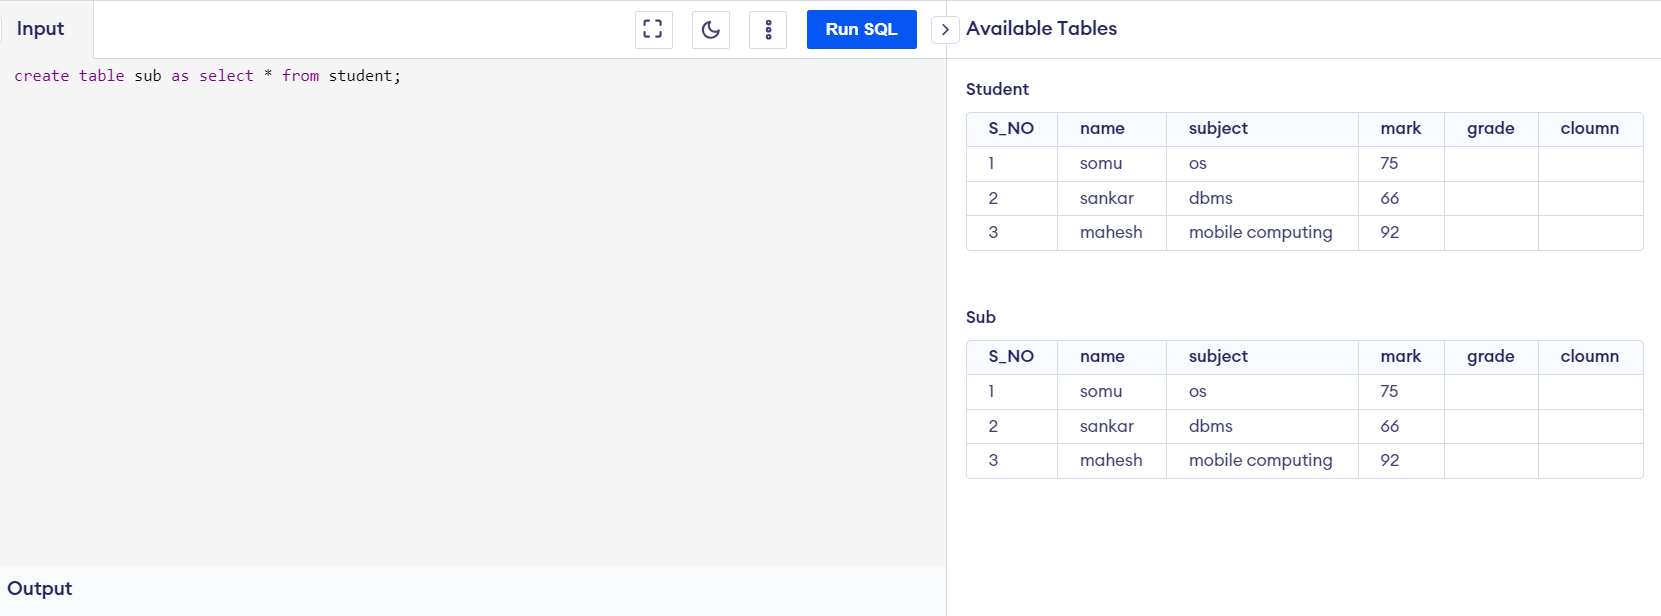 Input
Run SQL
create table sub as select * from student;
Output
Available Tables
Student
S_NO name subject mark grade cloumn
1 somu os 75
2 sankar dbms 66
3 mahesh mobile computing 92
Sub
S_NO name subject mark grade cloumn
1 somu os 75
2 sankar dbms 66
3 mahesh mobile computing 92